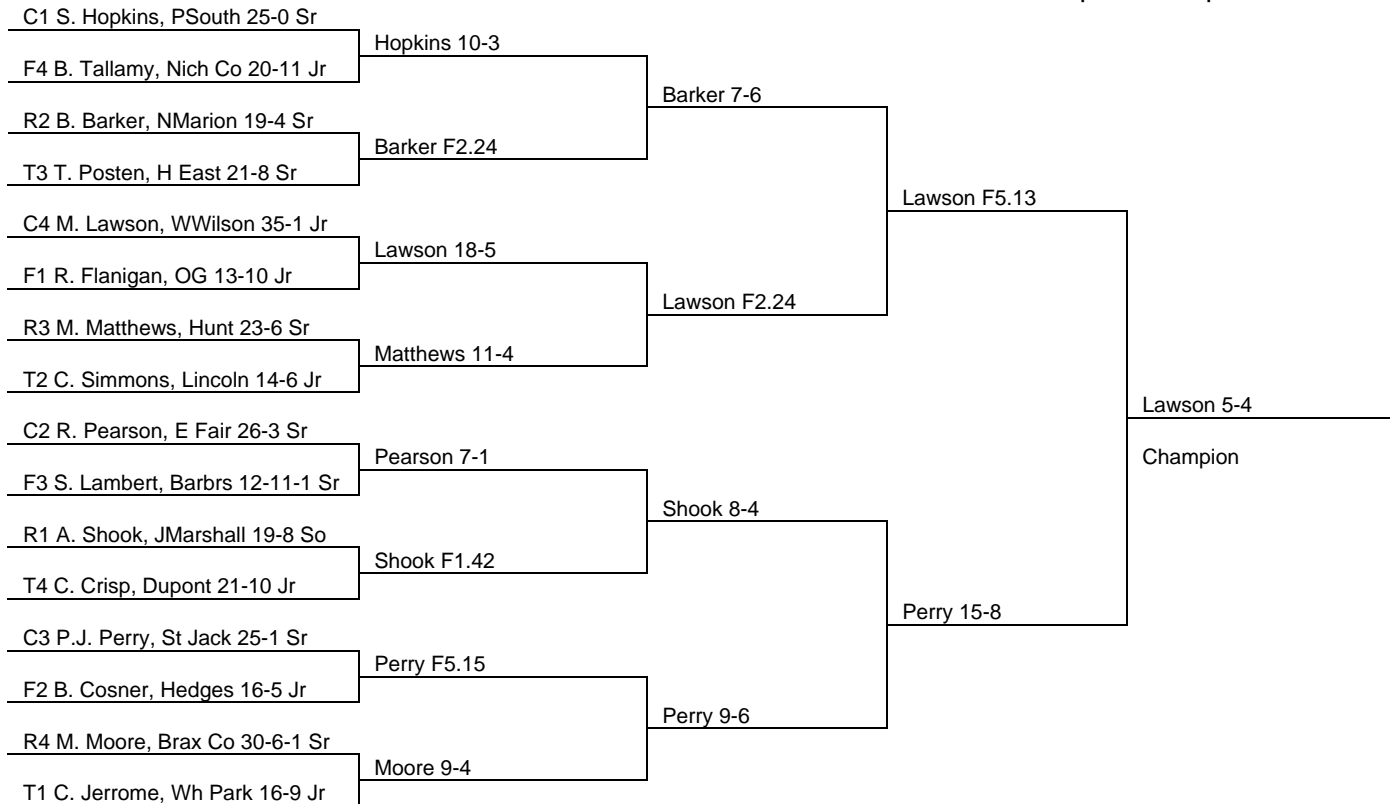 C1 S. Hopkins, PSouth 25-0 Sr
Hopkins 10-3
F4 B. Tallamy, Nich Co 20-11 Jr
Barker 7-6
R2 B. Barker, NMarion 19-4 Sr
Barker F2.24
T3 T. Posten, H East 21-8 Sr
Lawson F5.13
C4 M. Lawson, WWilson 35-1 Jr
Lawson 18-5
F1 R. Flanigan, OG 13-10 Jr
Lawson F2.24
R3 M. Matthews, Hunt 23-6 Sr
Matthews 11-4
T2 C. Simmons, Lincoln 14-6 Jr
Lawson 5-4
C2 R. Pearson, E Fair 26-3 Sr
Pearson 7-1
Champion
F3 S. Lambert, Barbrs 12-11-1 Sr
Shook 8-4
R1 A. Shook, JMarshall 19-8 So
Shook F1.42
T4 C. Crisp, Dupont 21-10 Jr
Perry 15-8
C3 P.J. Perry, St Jack 25-1 Sr
Perry F5.15
F2 B. Cosner, Hedges 16-5 Jr
Perry 9-6
R4 M. Moore, Brax Co 30-6-1 Sr
Moore 9-4
T1 C. Jerrome, Wh Park 16-9 Jr